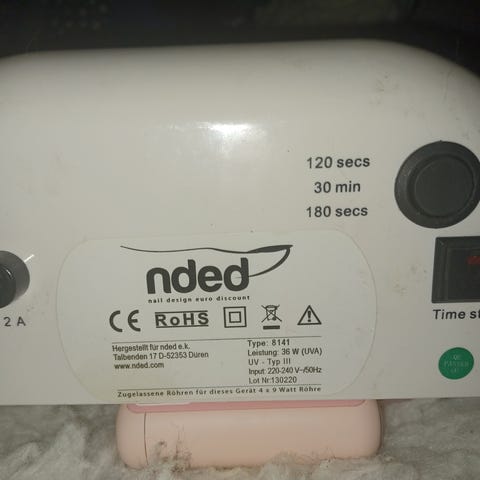 120 secs
30 min
180 secs
2 A
Time st
nded
nail design euro discount
CE RoHS
Hergestellt für nded e.k.
Talbenden 17 D-52353 Düren
www.nded.com
Type: 8141
Leistung: 36 W (UVA)
UV - Typ III
Input: 220-240 V~/50Hz
Lot Nr:130220
Zugelassene Röhren für dieses Gerät 4 x 9 Watt Röhre
QC
PASSED